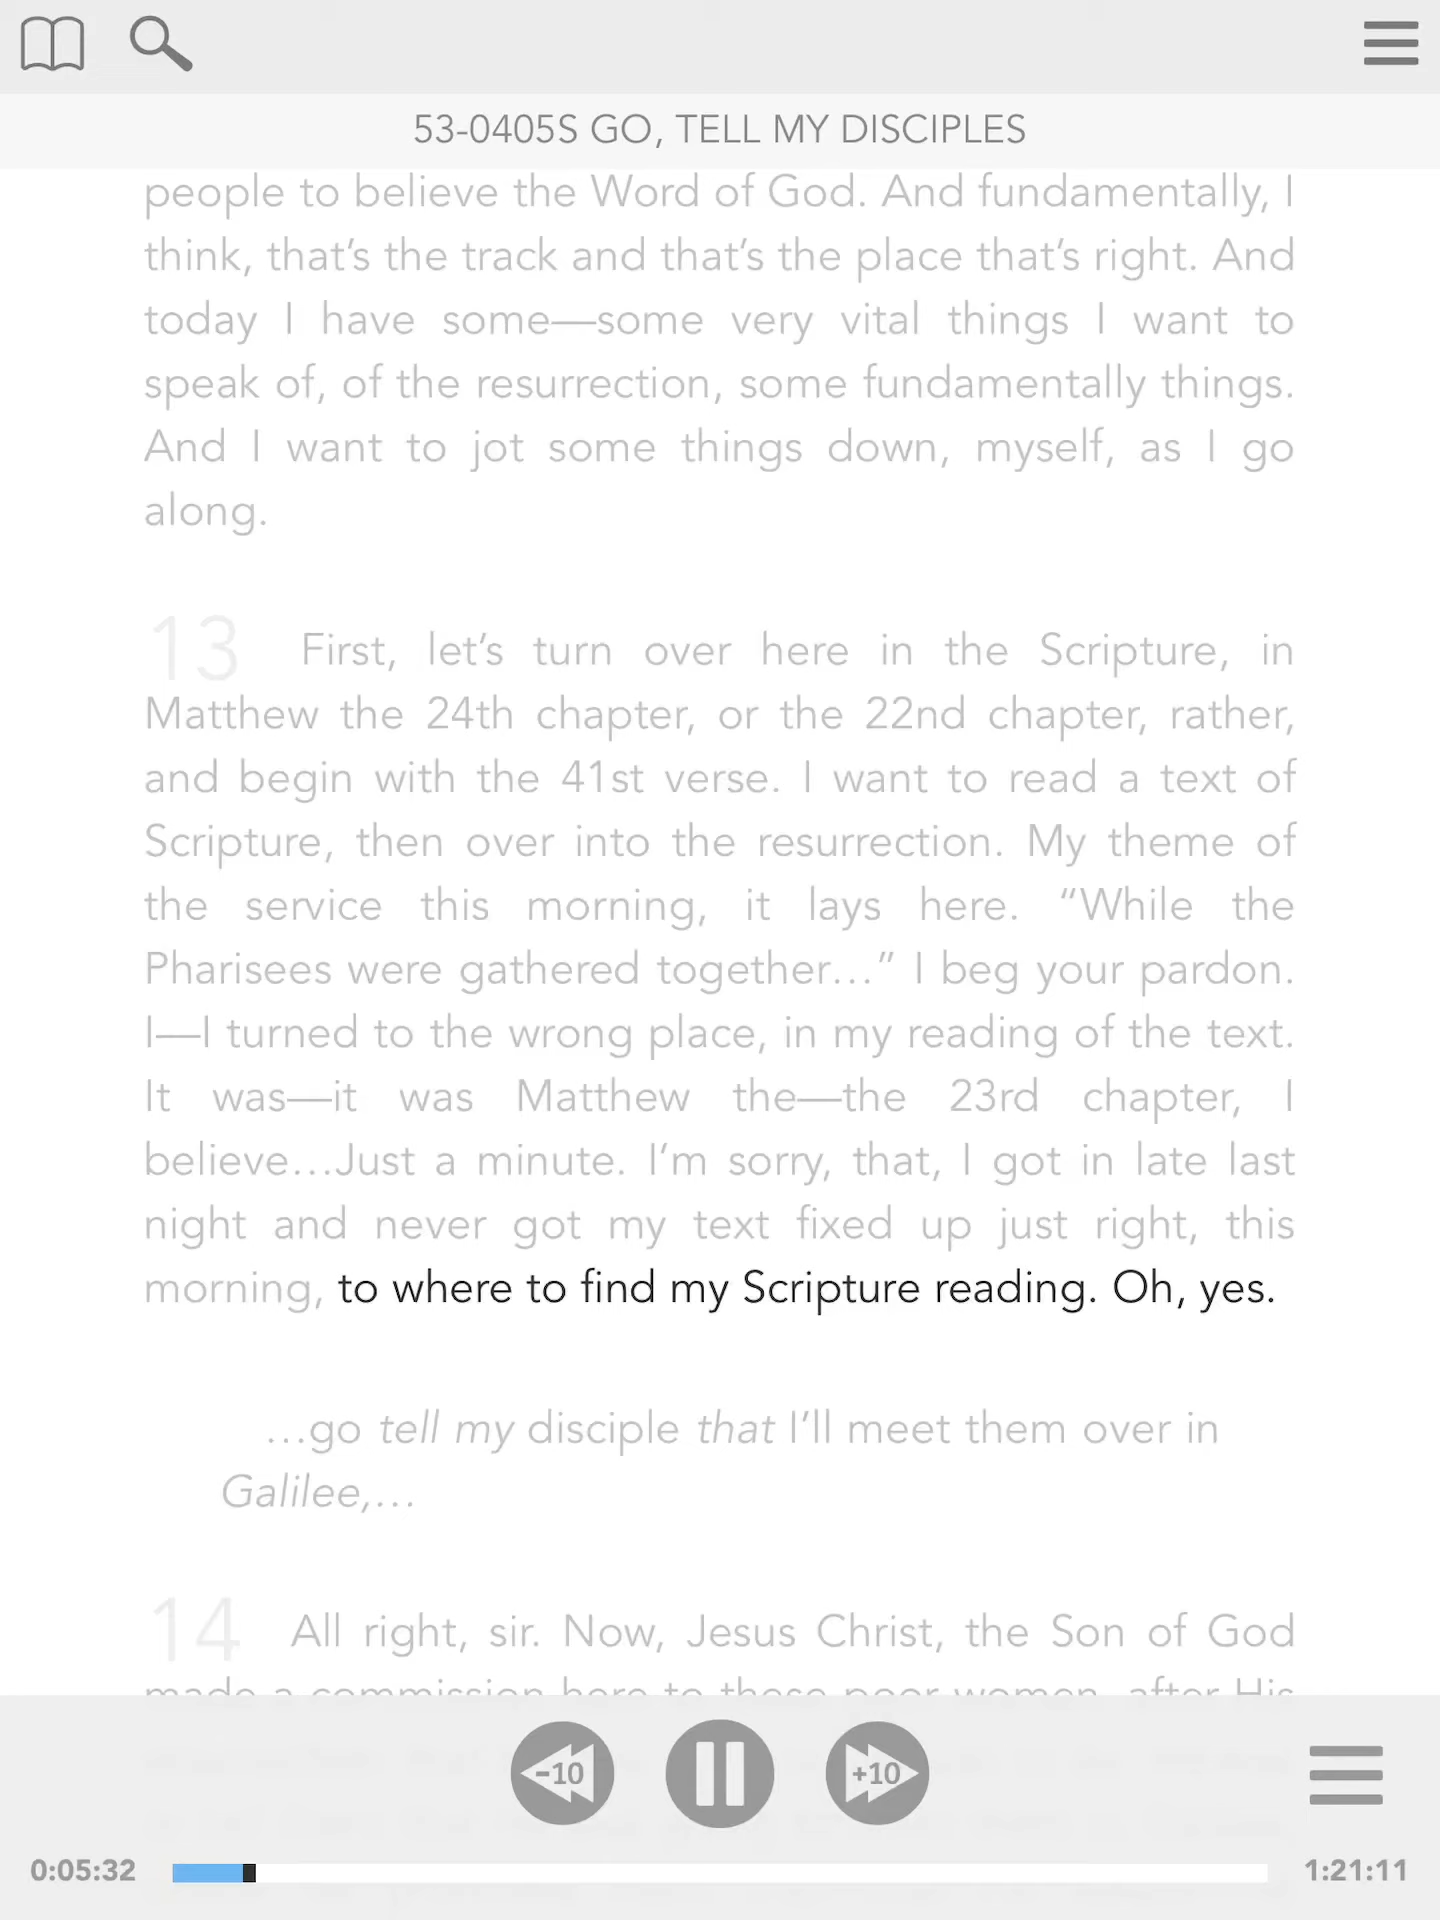 53-0405S GO, TELL MY DISCIPLES
people to believe the Word of God. And fundamentally, I
think, that’s the track and that’s the place that’s right. And
today I have some—some very vital things I want to
speak of, of the resurrection, some fundamentally things.
And I want to jot some things down, myself, as I go
along.
13 First, let’s turn over here in the Scripture, in
Matthew the 24th chapter, or the 22nd chapter, rather,
and begin with the 41st verse. I want to read a text of
Scripture, then over into the resurrection. My theme of
the service this morning, it lays here. “While the
Pharisees were gathered together…” I beg your pardon.
I—I turned to the wrong place, in my reading of the text.
It was—it was Matthew the—the 23rd chapter, I
believe…Just a minute. I’m sorry, that, I got in late last
night and never got my text fixed up just right, this
morning, to where to find my Scripture reading. Oh, yes.
…go tell my disciple that I’ll meet them over in
Galilee,…
14 All right, sir. Now, Jesus Christ, the Son of God
made a commission here to these poor women, after His
-10 +10
0:05:32 1:21:11